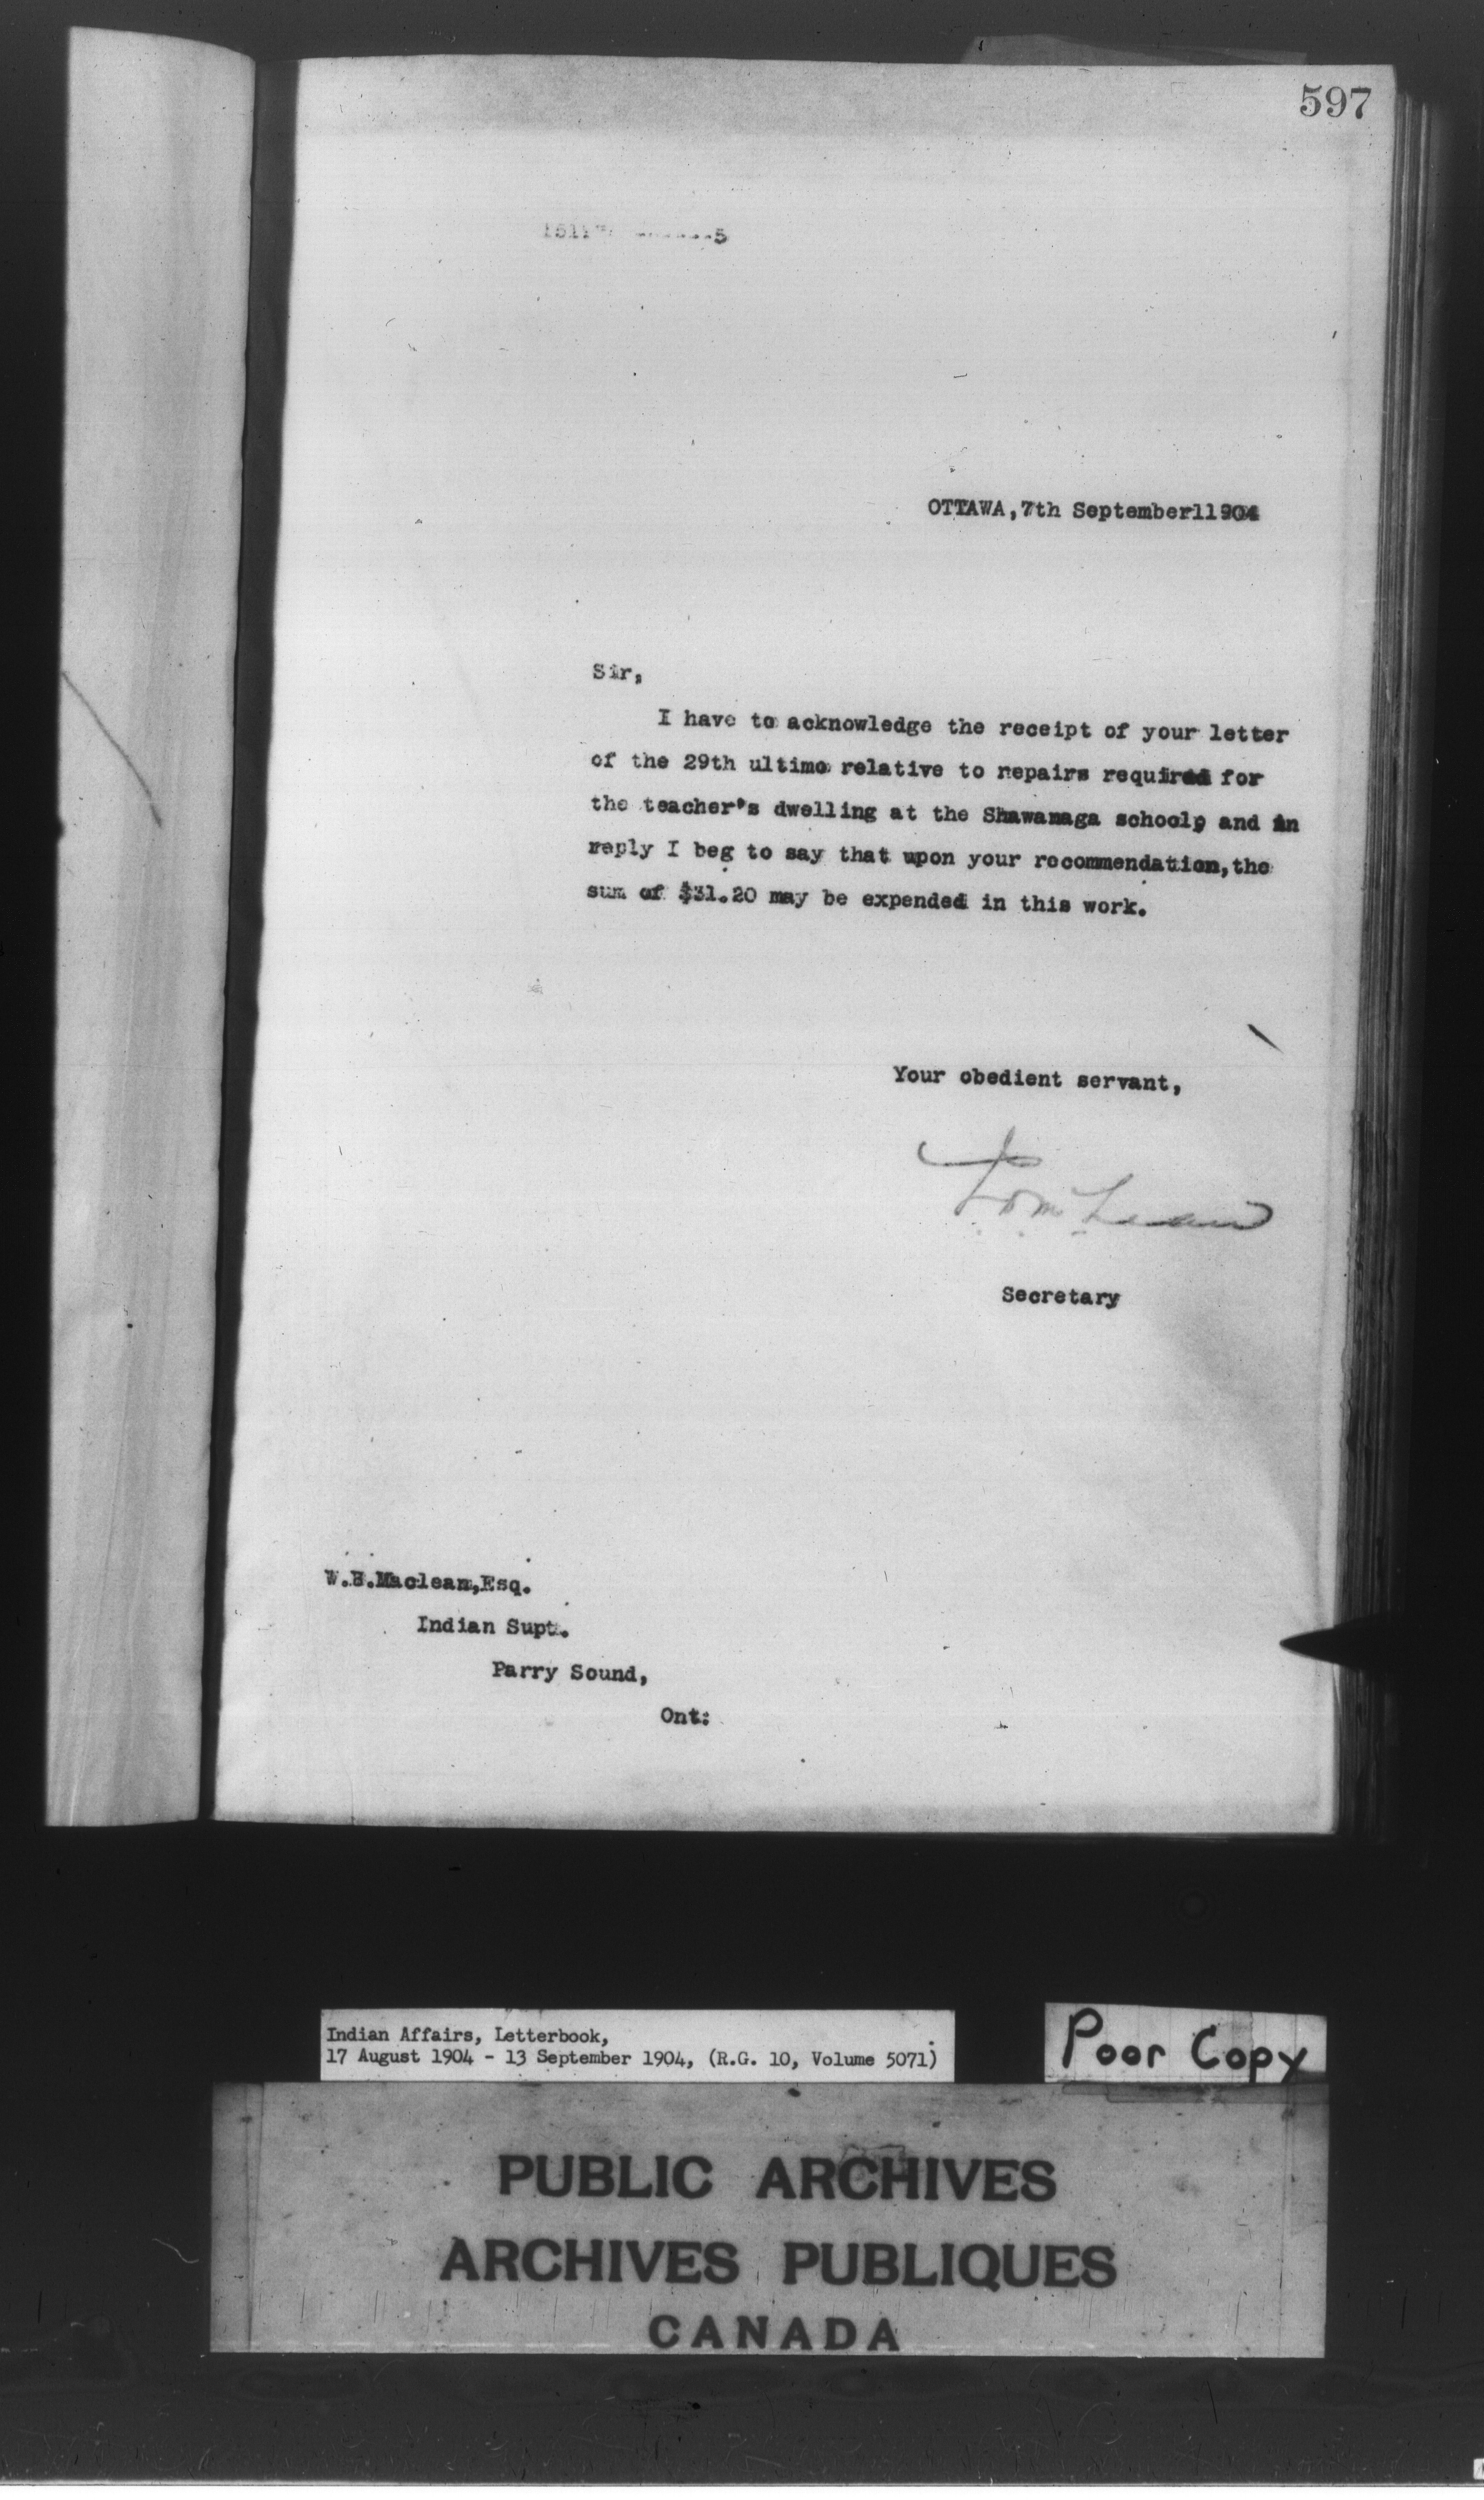 597
OTTAWA,7th September11904
Sir,
I have to acknowledge the receipt of your letter
of the 29th ultimo relative to repairs required for
the teacher's dwelling at the Shawanaga school, and in
reply I beg to say that upon your recommendation,the
sum of $31.20 may be expended in this work.
Your obedient servant,
Secretary
W.B.Maclean,Esq.
Indian Supt.
Parry Sound,
Ont:
Indian Affairs, Letterbook,
17 August 1904 - 13 September 1904, (R.G. 10, Volume 5071)
Poor Copy
PUBLIC ARCHIVES
ARCHIVES PUBLIQUES
CANADA